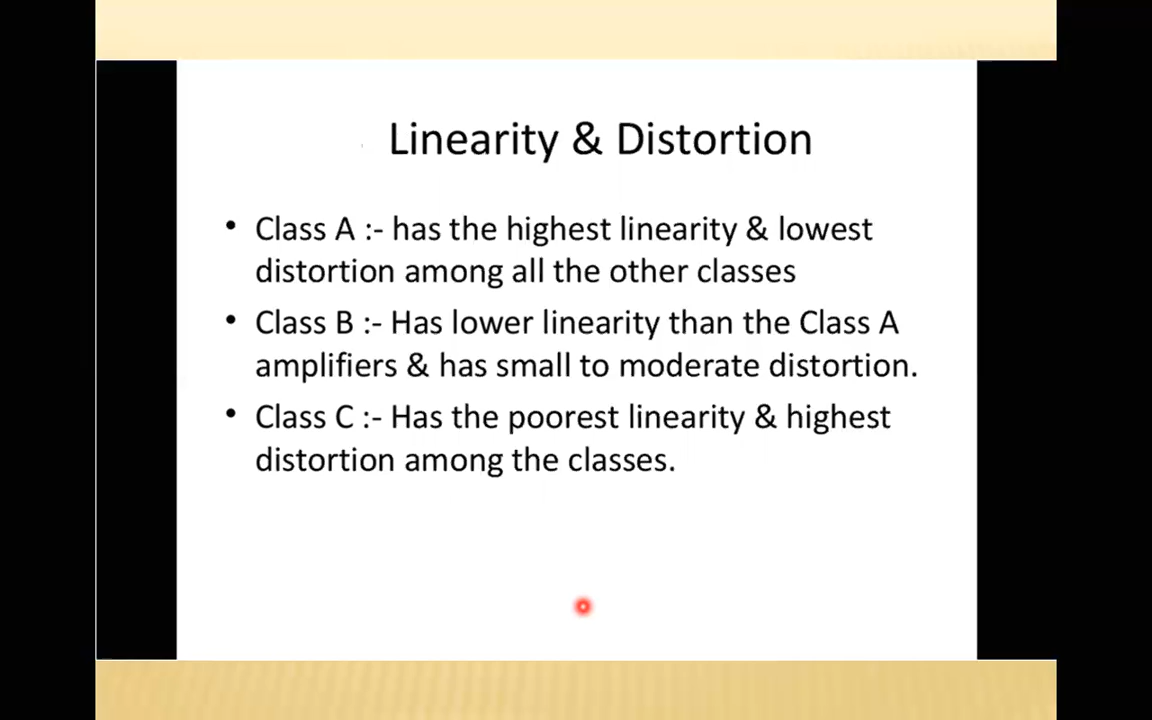 Linearity & Distortion
• Class A :- has the highest linearity & lowest
distortion among all the other classes
• Class B :- Has lower linearity than the Class A
amplifiers & has small to moderate distortion.
• Class C :- Has the poorest linearity & highest
distortion among the classes.